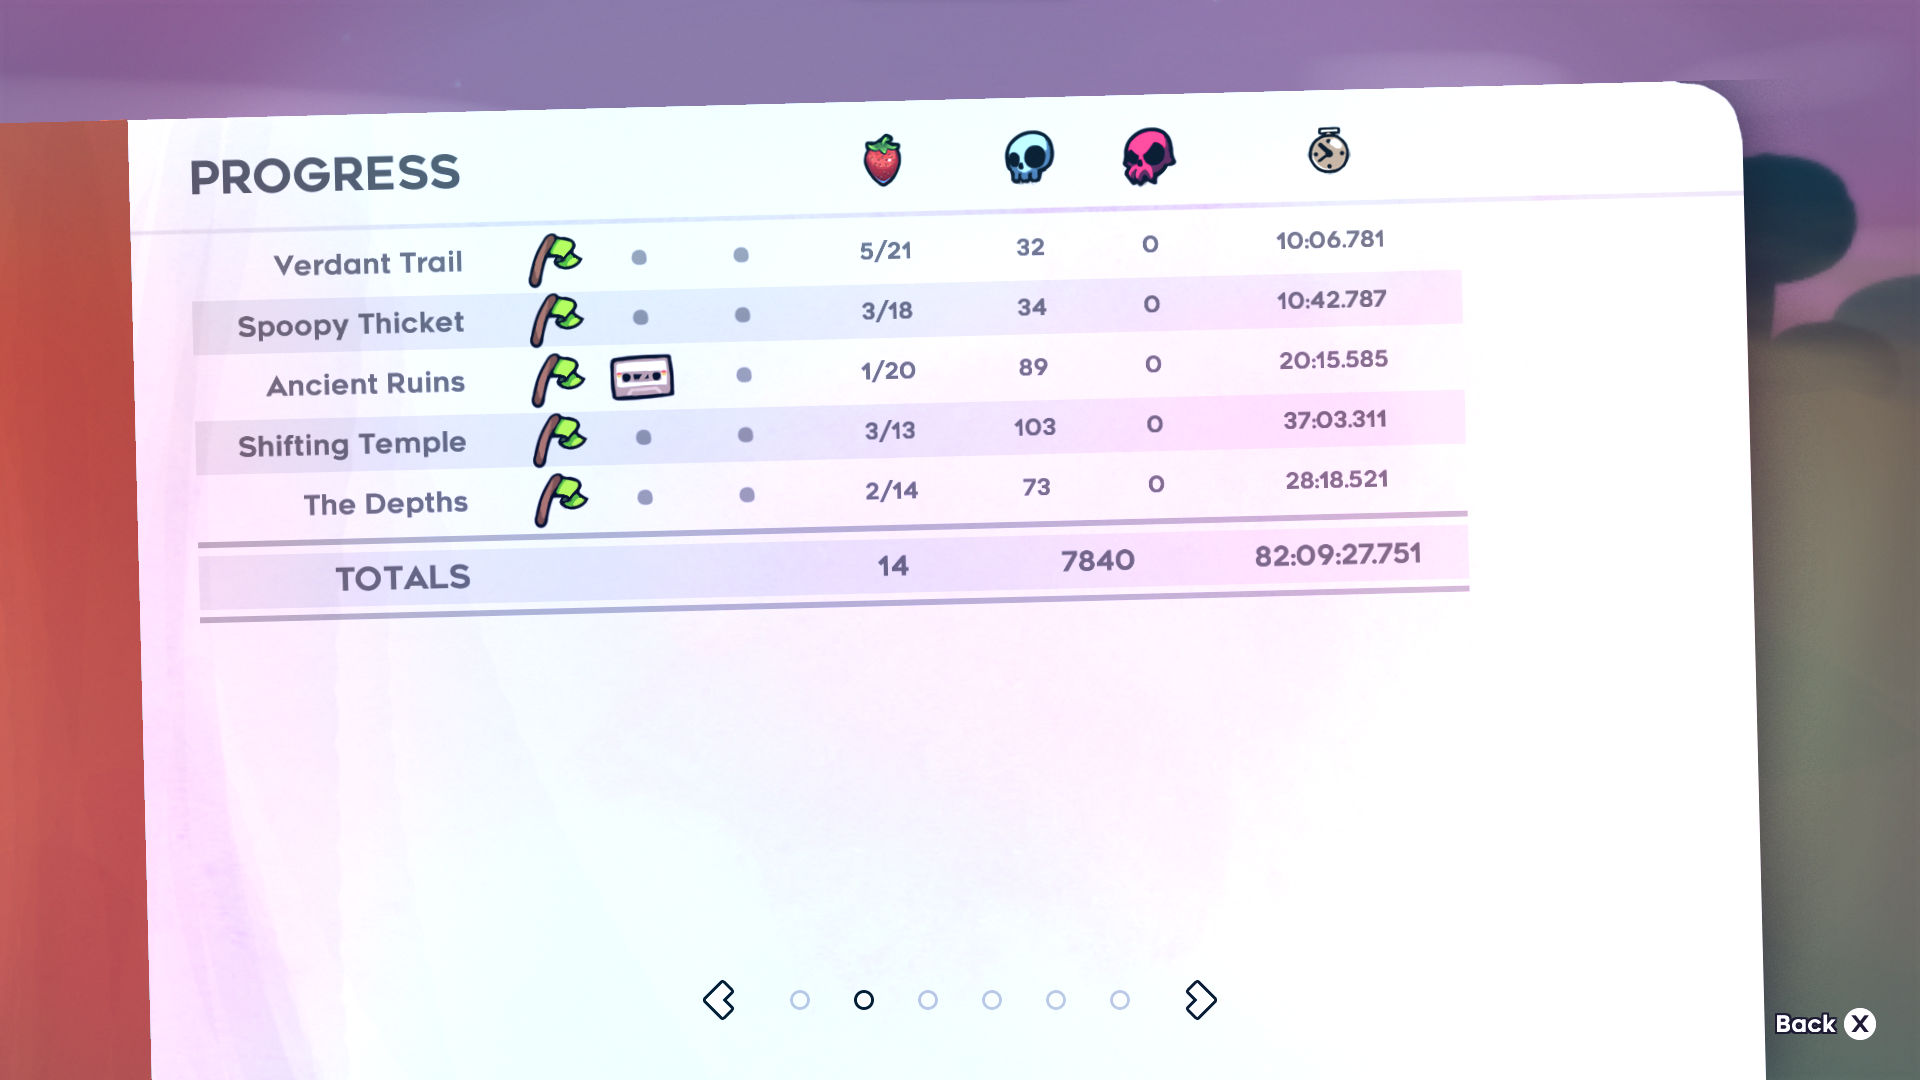 PROGRESS
Verdant Trail 5/21 32 0 10:06.781
Spoopy Thicket 3/18 34 0 10:42.787
Ancient Ruins 1/20 89 0 20:15.585
Shifting Temple 3/13 103 0 37:03.311
The Depths 2/14 73 0 28:18.521
TOTALS 14 7840 82:09:27.751
Back X